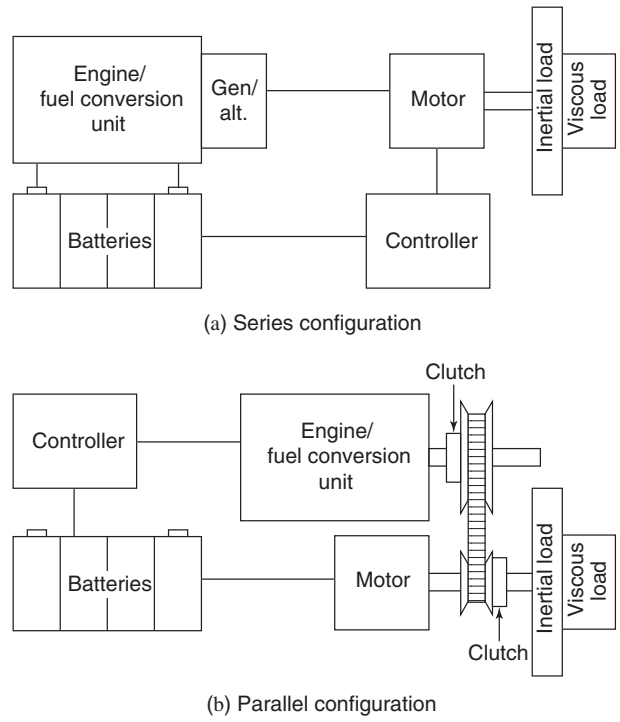 Engine/
fuel conversion
unit
Gen/
alt.
Motor
Inertial load
Viscous
load
Batteries
Controller
(a) Series configuration
Clutch
Controller
Engine/
fuel conversion
unit
Batteries
Motor
Inertial load
Viscous
load
Clutch
(b) Parallel configuration